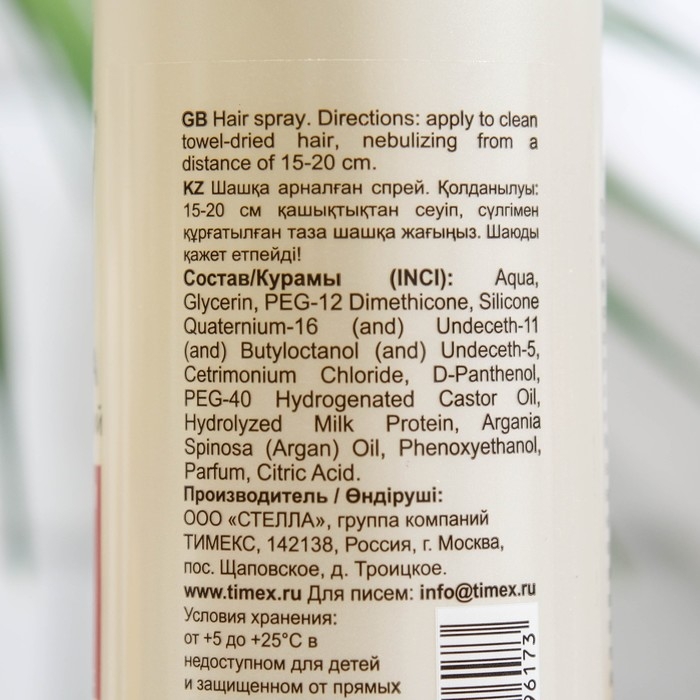 GB Hair spray. Directions: apply to clean
towel-dried hair, nebulizing from a
distance of 15-20 cm.
KZ Шашқа арналған спрей. Қолданылуы:
15-20 см қашықтықтан сеуіп, сүлгімен
құрғатылған таза шашқа жағыңыз. Шаюды
қажет етпейді!
Состав/Курамы (INCI): Aqua,
Glycerin, PEG-12 Dimethicone, Silicone
Quaternium-16 (and) Undeceth-11
(and) Butyloctanol (and) Undeceth-5,
Cetrimonium Chloride, D-Panthenol,
PEG-40 Hydrogenated Castor Oil,
Hydrolyzed Milk Protein, Argania
Spinosa (Argan) Oil, Phenoxyethanol,
Parfum, Citric Acid.
Производитель / Өндіруші:
ООО «СТЕЛЛА», группа компаний
ТИМЕКС, 142138, Россия, г. Москва,
пос. Щаповское, д. Троицкое.
www.timex.ru Для писем: info@timex.ru
Условия хранения:
от +5 до +25°C в
недоступном для детей
и защищенном от прямых
96173